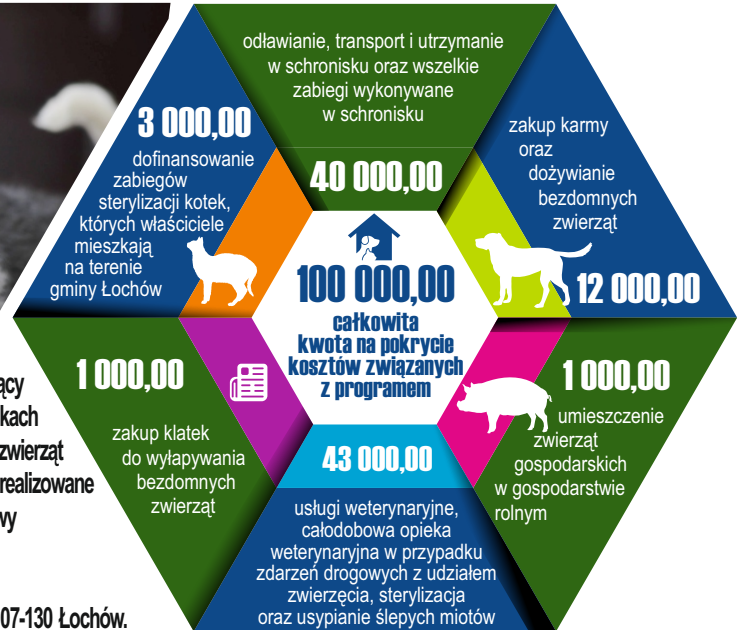 odławianie, transport i utrzymanie
w schronisku oraz wszelkie
zabiegi wykonywane
w schronisku
40 000,00
3 000,00
dofinansowanie
zabiegów
sterylizacji kotek,
których właściciele
mieszkają
na terenie
gminy Łochów
zakup karmy
oraz
dożywianie
bezdomnych
zwierząt
12 000,00
100 000,00
całkowita
kwota na pokrycie
kosztów związanych
z programem
1 000,00
zakup klatek
do wyłapywania
bezdomnych
zwierząt
1 000,00
umieszczenie
zwierząt
gospodarskich
w gospodarstwie
rolnym
43 000,00
usługi weterynaryjne,
całodobowa opieka
weterynaryjna w przypadku
zdarzeń drogowych z udziałem
zwierzęcia, sterylizacja
oraz usypianie ślepych miotów
ący
kach
zwierząt
realizowane
wy
07-130 Łochów.